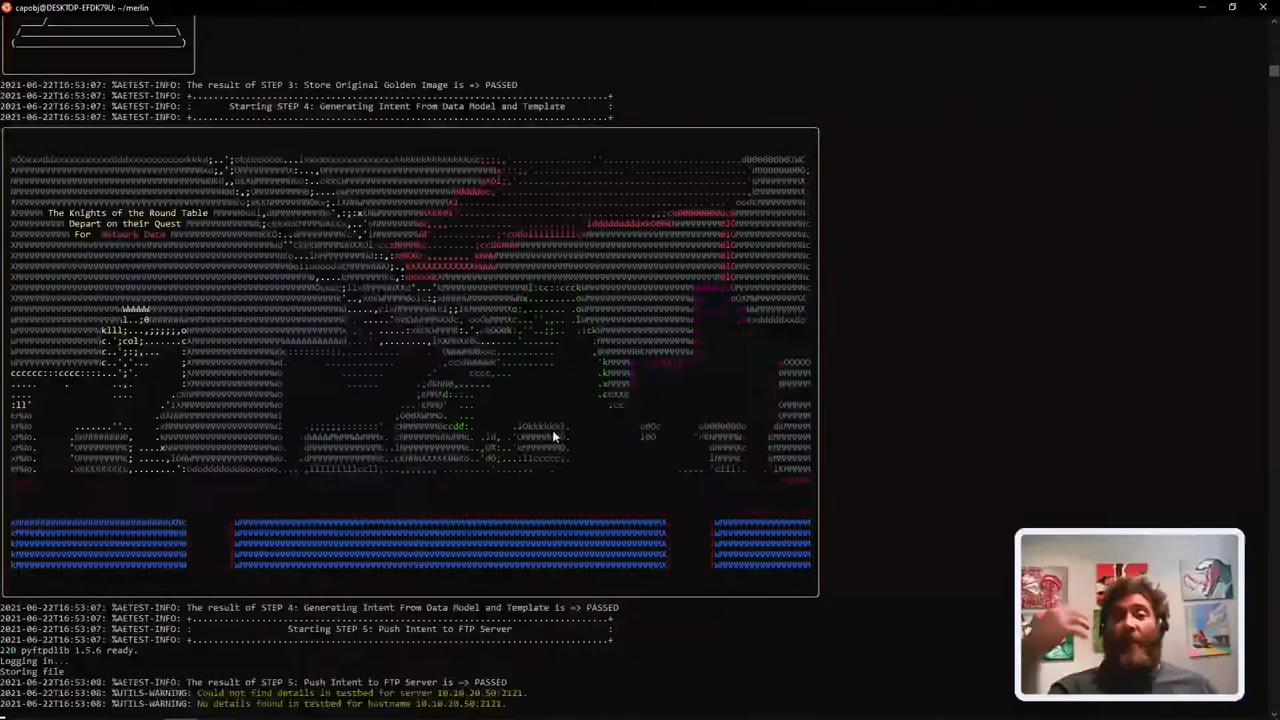 capobj@DESKTOP-EFDK79U: ~/merlin
2021-06-22T16:53:07: %AETEST-INFO: The result of STEP 3: Store Original Golden Image is => PASSED
2021-06-22T16:53:07: %AETEST-INFO: +..............................................................................+
2021-06-22T16:53:07: %AETEST-INFO: : Starting STEP 4: Generating Intent From Data Model and Template :
2021-06-22T16:53:07: %AETEST-INFO: +..............................................................................+
The Knights of the Round Table
Depart on their Quest
For Network Data
2021-06-22T16:53:07: %AETEST-INFO: The result of STEP 4: Generating Intent From Data Model and Template is => PASSED
2021-06-22T16:53:07: %AETEST-INFO: +..............................................................................+
2021-06-22T16:53:07: %AETEST-INFO: : Starting STEP 5: Push Intent to FTP Server :
2021-06-22T16:53:07: %AETEST-INFO: +..............................................................................+
220 pyftpdlib 1.5.6 ready.
Logging in...
Storing file
2021-06-22T16:53:08: %AETEST-INFO: The result of STEP 5: Push Intent to FTP Server is => PASSED
2021-06-22T16:53:08: %UTILS-WARNING: Could not find details in testbed for server 10.10.20.50:2121.
2021-06-22T16:53:08: %UTILS-WARNING: No details found in testbed for hostname 10.10.20.50:2121.